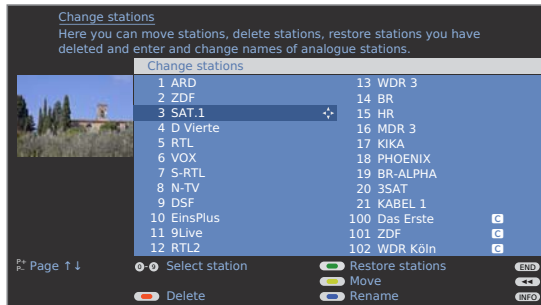 Change stations
Here you can move stations, delete stations, restore stations you have
deleted and enter and change names of analogue stations.
Change stations
1 ARD
2 ZDF
3 SAT.1
4 D Vierte
5 RTL
6 VOX
7 S-RTL
8 N-TV
9 DSF
10 EinsPlus
11 9Live
12 RTL2
13 WDR 3
14 BR
15 HR
16 MDR 3
17 KIKA
18 PHOENIX
19 BR-ALPHA
20 3SAT
21 KABEL 1
100 Das Erste C
101 ZDF C
102 WDR Köln C
P+
P- Page ↑↓
0-9 Select station
Restore stations END
Move ◄◄
Delete
Rename INFO